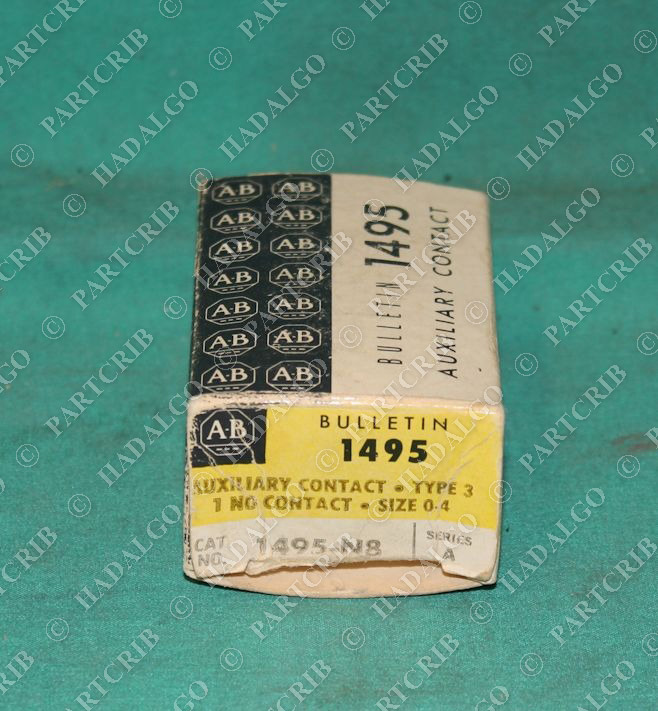 A-B A-B
A-B A-B
A-B A-B
A-B A-B
A-B A-B
A-B A-B
A-B A-B
BULLETIN 1495
AUXILIARY CONTACT
A-B
BULLETIN
1495
AUXILIARY CONTACT • TYPE 3
1 NO CONTACT • SIZE 0-4
CAT. NO. 1495-N8
SERIES A
© PARTCRIB
© HADALGO